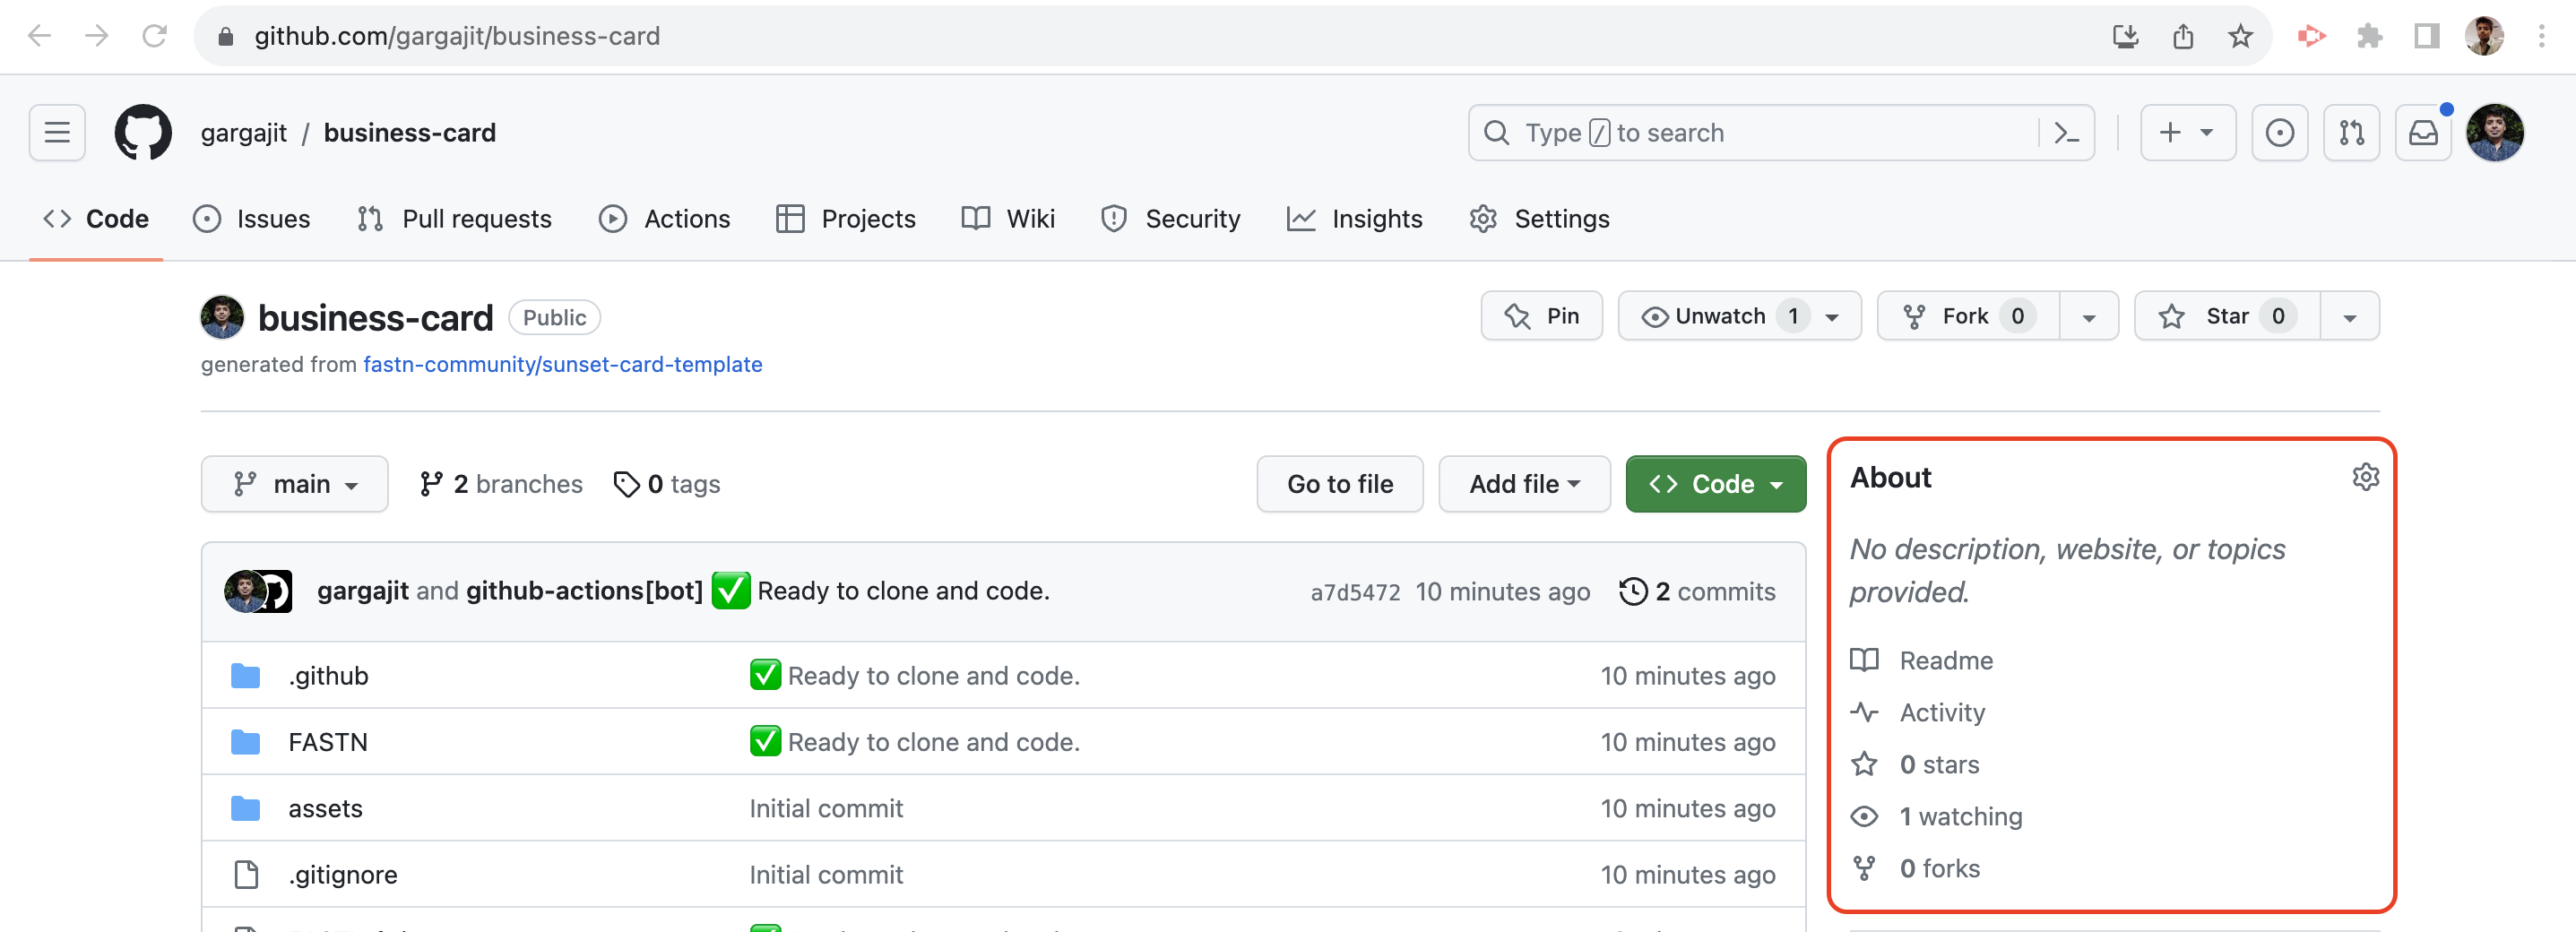 github.com/gargajit/business-card
gargajit / business-card
Type / to search
Code Issues Pull requests Actions Projects Wiki Security Insights Settings
business-card Public
Pin Unwatch 1 Fork 0 Star 0
generated from fastn-community/sunset-card-template
main 2 branches 0 tags Go to file Add file Code
gargajit and github-actions[bot] ✅ Ready to clone and code. a7d5472 10 minutes ago 2 commits
.github ✅ Ready to clone and code. 10 minutes ago
FASTN ✅ Ready to clone and code. 10 minutes ago
assets Initial commit 10 minutes ago
.gitignore Initial commit 10 minutes ago
About
No description, website, or topics
provided.
Readme
Activity
0 stars
1 watching
0 forks